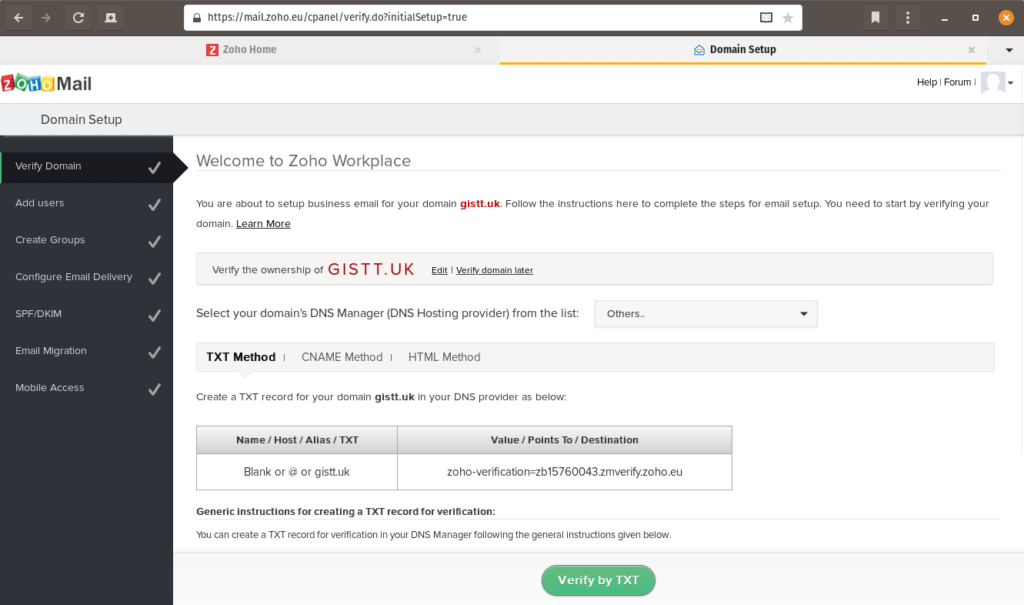 https://mail.zoho.eu/cpanel/verify.do?initialSetup=true
Z Zoho Home
Domain Setup
ZOHO Mail
Help | Forum |
Domain Setup
Verify Domain
Add users
Create Groups
Configure Email Delivery
SPF/DKIM
Email Migration
Mobile Access
Welcome to Zoho Workplace
You are about to setup business email for your domain gistt.uk. Follow the instructions here to complete the steps for email setup. You need to start by verifying your
domain. Learn More
Verify the ownership of GISTT.UK Edit | Verify domain later
Select your domain's DNS Manager (DNS Hosting provider) from the list: Others..
TXT Method | CNAME Method | HTML Method
Create a TXT record for your domain gistt.uk in your DNS provider as below:
Name / Host / Alias / TXT Value / Points To / Destination
Blank or @ or gistt.uk zoho-verification=zb15760043.zmverify.zoho.eu
Generic instructions for creating a TXT record for verification:
You can create a TXT record for verification in your DNS Manager following the general instructions given below.
Verify by TXT